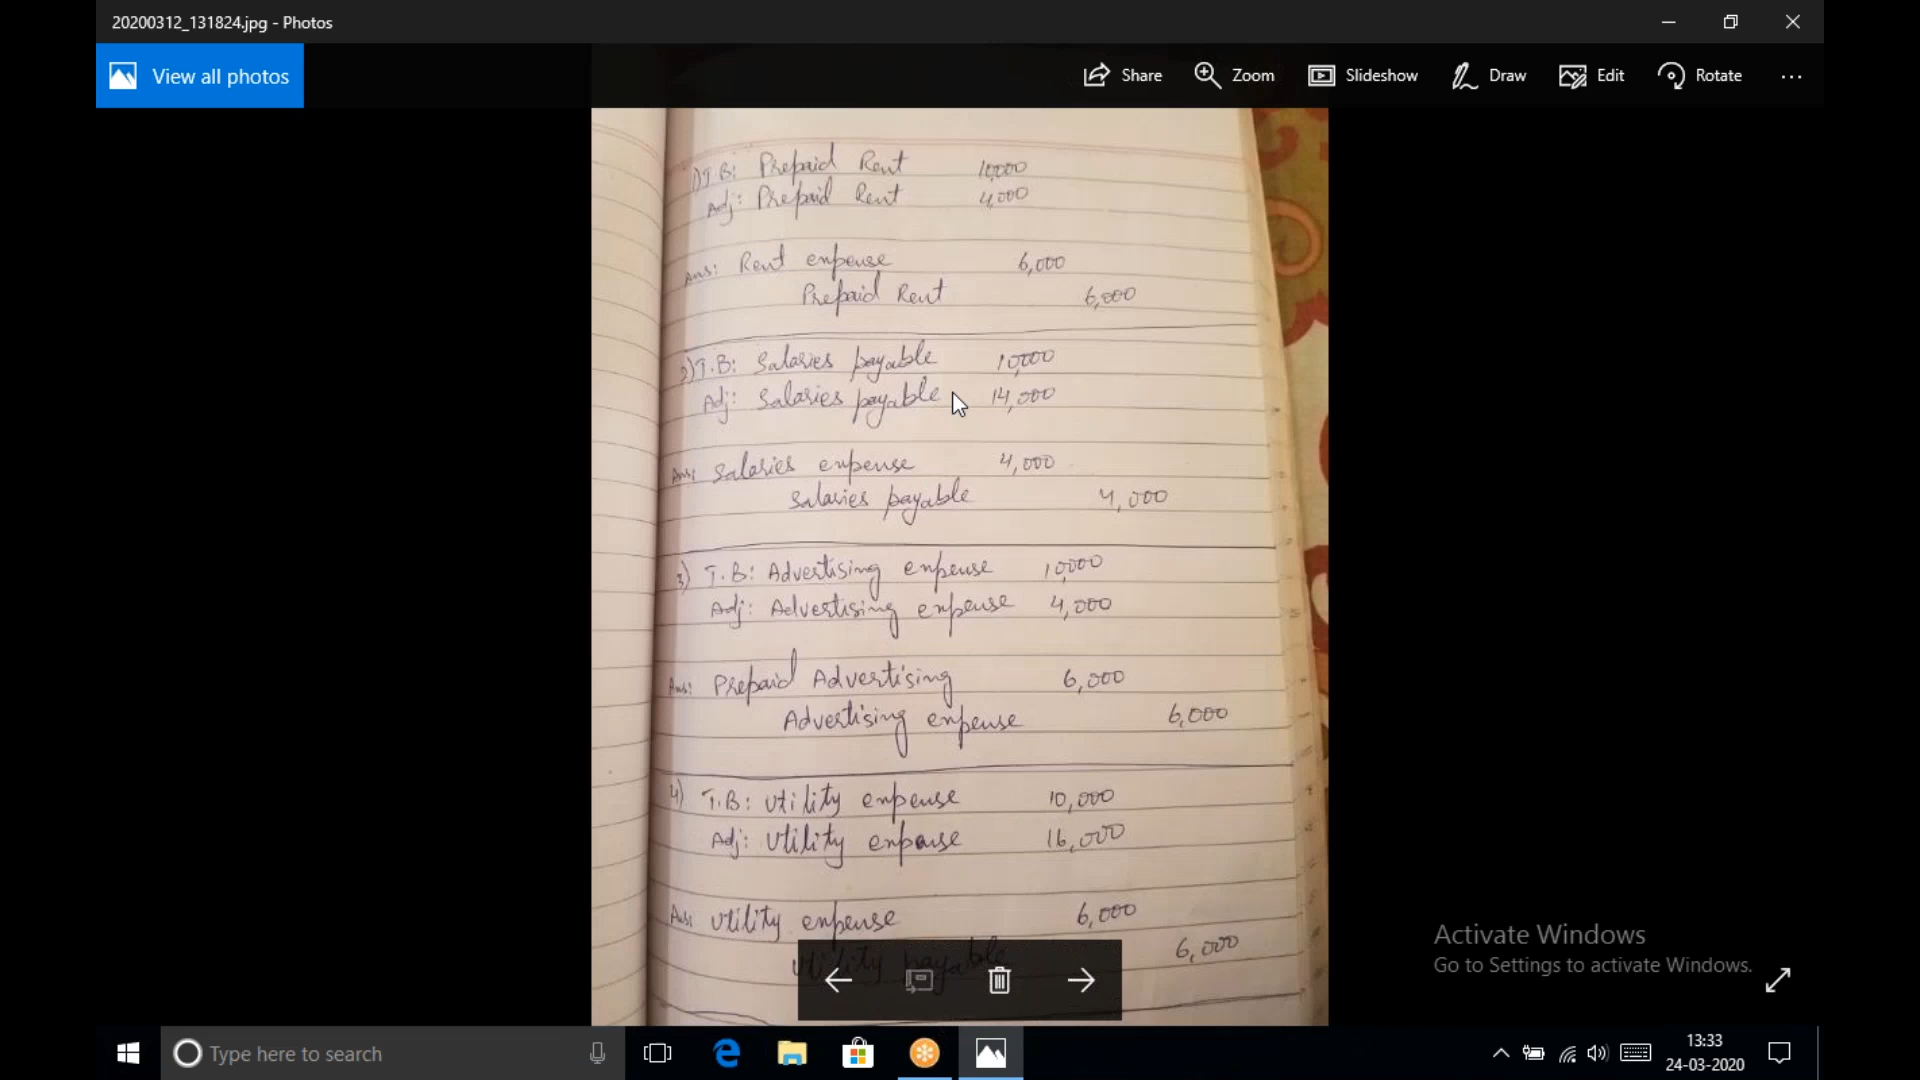 20200312_131824.jpg - Photos
View all photos
Share
Zoom
Slideshow
Draw
Edit
Rotate
1) T.B: Prepaid Rent 10,000
Adj: Prepaid Rent 4,000
Ans: Rent expense 6,000
Prepaid Rent 6,000
2) T.B: Salaries payable 10,000
Adj: Salaries payable 14,000
Ans: Salaries expense 4,000
Salaries payable 4,000
3) T.B: Advertising expense 10,000
Adj: Advertising expense 4,000
Ans: Prepaid Advertising 6,000
Advertising expense 6,000
4) T.B: Utility expense 10,000
Adj: Utility expense 16,000
Ans: Utility expense 6,000
Utility payable 6,000
Activate Windows
Go to Settings to activate Windows.
Type here to search
13:33
24-03-2020